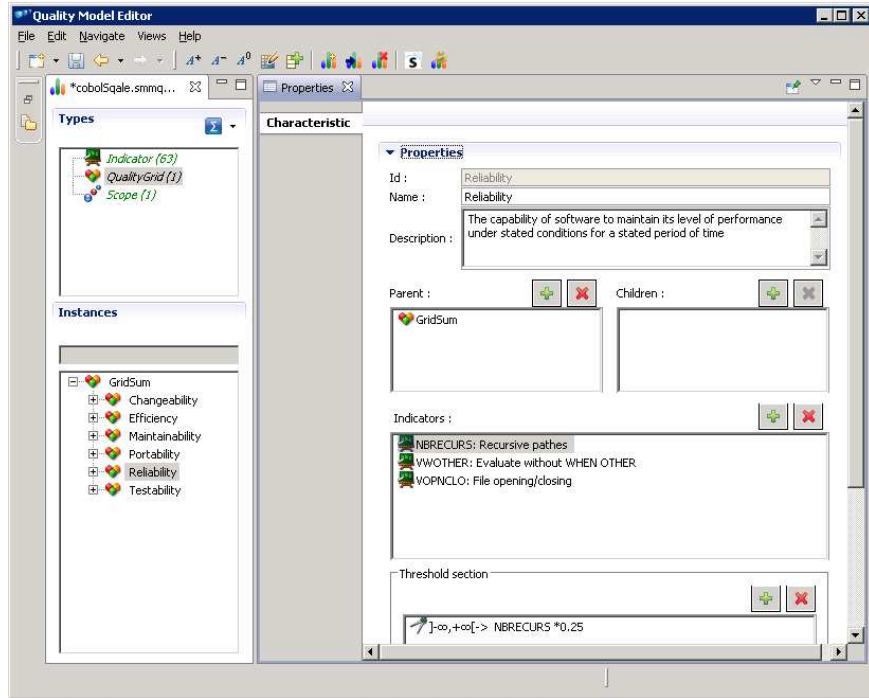 Quality Model Editor
File Edit Navigate Views Help
A+ A- A0
S
*cobolSqale.smmq...
Properties
Types
Σ
Indicator (63)
QualityGrid (1)
Scope (1)
Instances
GridSum
Changeability
Efficiency
Maintainability
Portability
Reliability
Testability
Characteristic
Properties
Id : Reliability
Name : Reliability
Description : The capability of software to maintain its level of performance
under stated conditions for a stated period of time
Parent : Children :
GridSum
Indicators :
NBRECURS: Recursive pathes
VWOTHER: Evaluate without WHEN OTHER
VOPNCLO: File opening/closing
Threshold section
]-∞,+∞[-> NBRECURS *0.25